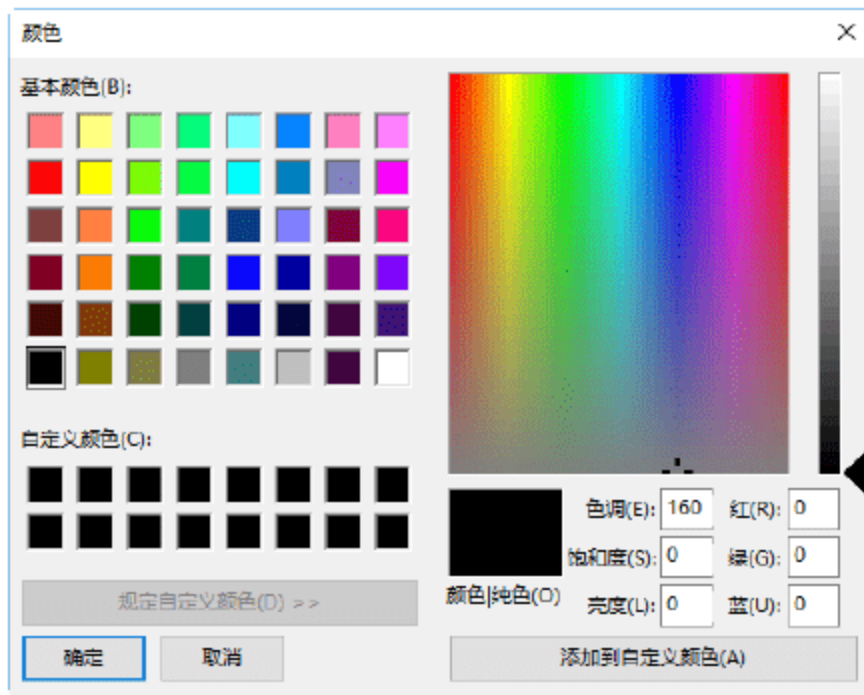 颜色
基本颜色(B):
自定义颜色(C):
规定自定义颜色(D) >>
确定
取消
颜色|纯色(O)
色调(E): 160
饱和度(S): 0
亮度(L): 0
红(R): 0
绿(G): 0
蓝(U): 0
添加到自定义颜色(A)